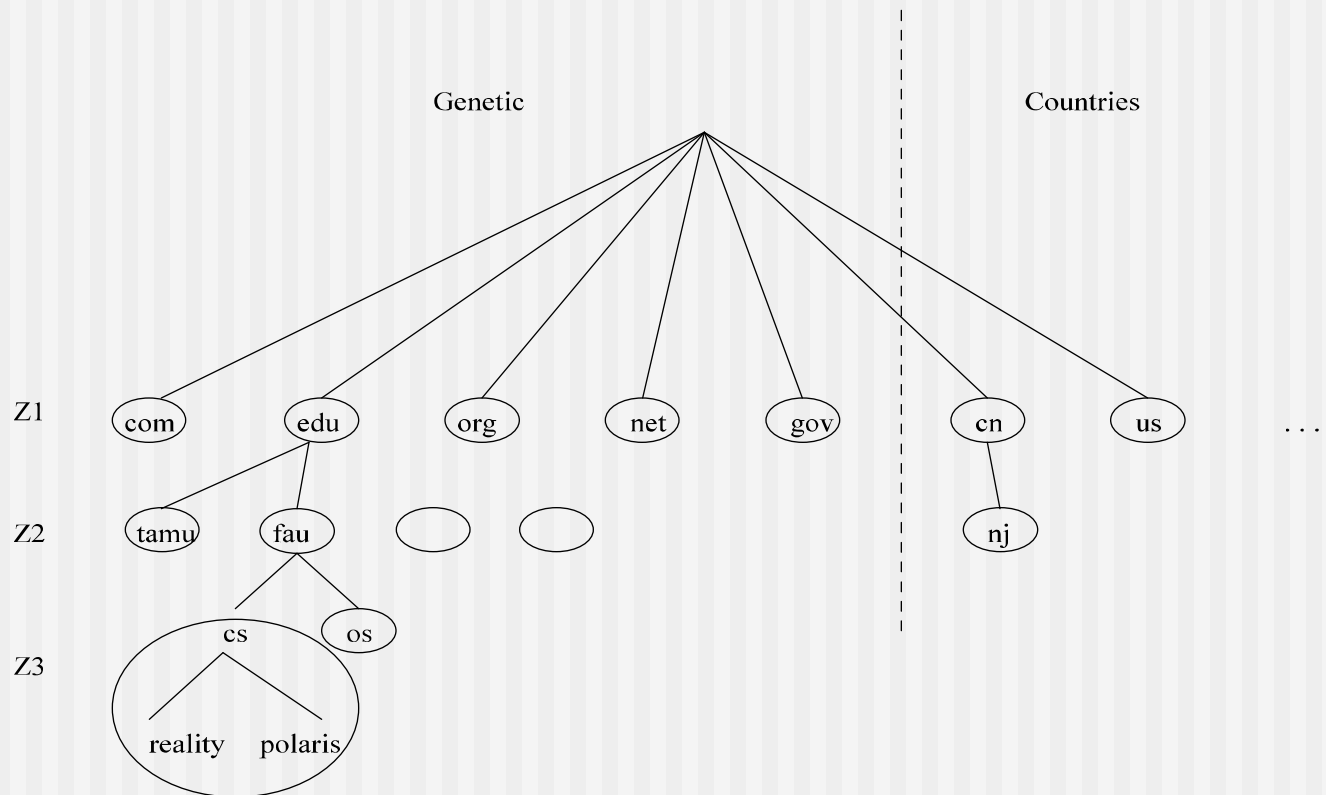 Genetic Countries
Z1 com edu org net gov cn us ...
Z2 tamu fau nj
cs os
Z3
reality polaris